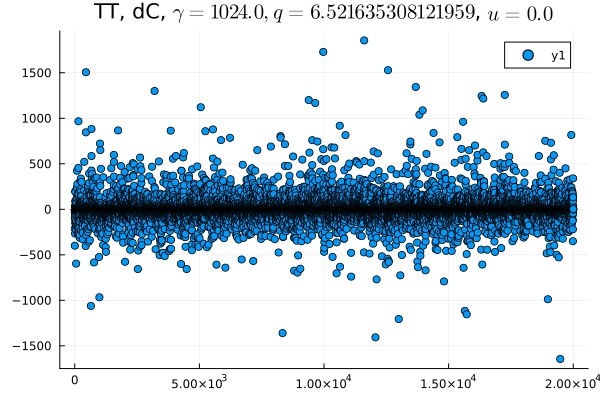 TT, dC, γ = 1024.0, q = 6.521635308121959, u = 0.0
y1
1500
1000
500
0
−500
−1000
−1500
0 5.00×10³ 1.00×10⁴ 1.50×10⁴ 2.00×10⁴